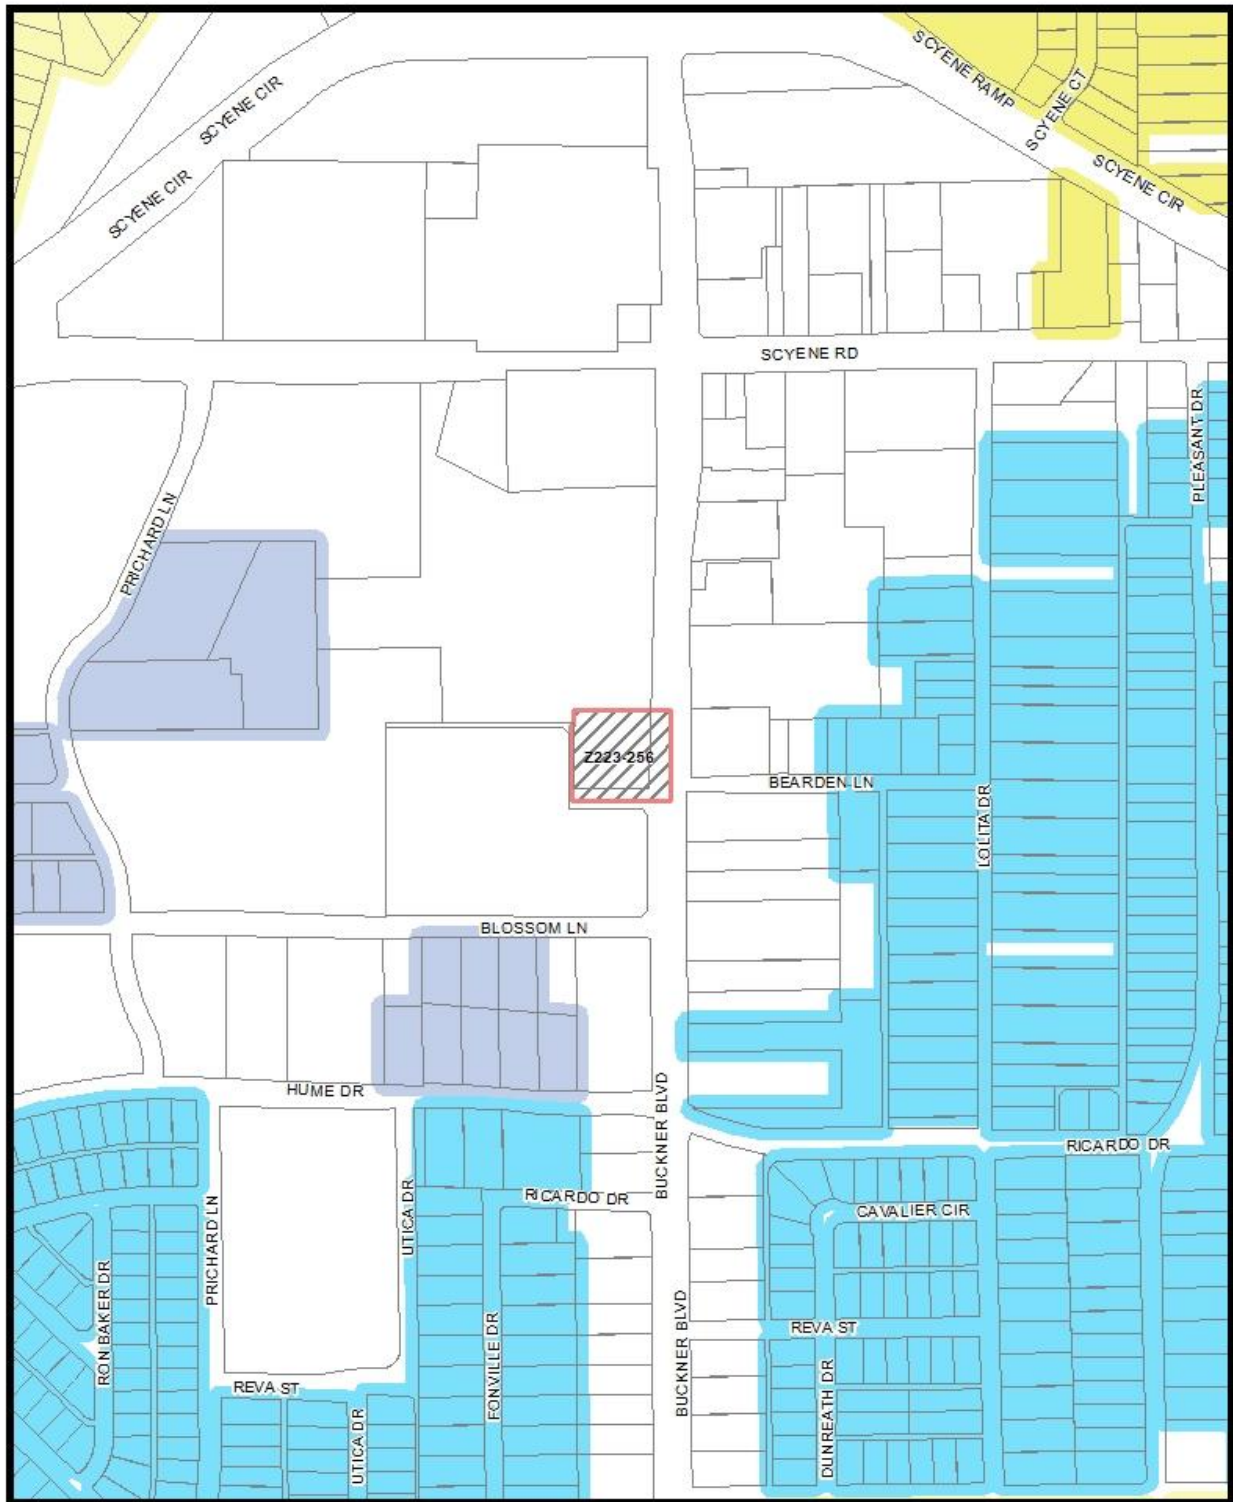 SCYENE RAMP
SCYENE CT
SCYENE CIR
SCYENE CIR
SCYENE CIR
SCYENE RD
PLEASANT DR
PRICHARD LN
Z223-256
BEARDEN LN
LOLITA DR
BLOSSOM LN
HUME DR
BUCKNER BLVD
RICARDO DR
RICARDO DR
CAVALIER CIR
UTICA DR
PRICHARD LN
RON BAKER DR
REVA ST
BUCKNER BLVD
FONVILLE DR
DUNREATH DR
REVA ST
UTICA DR